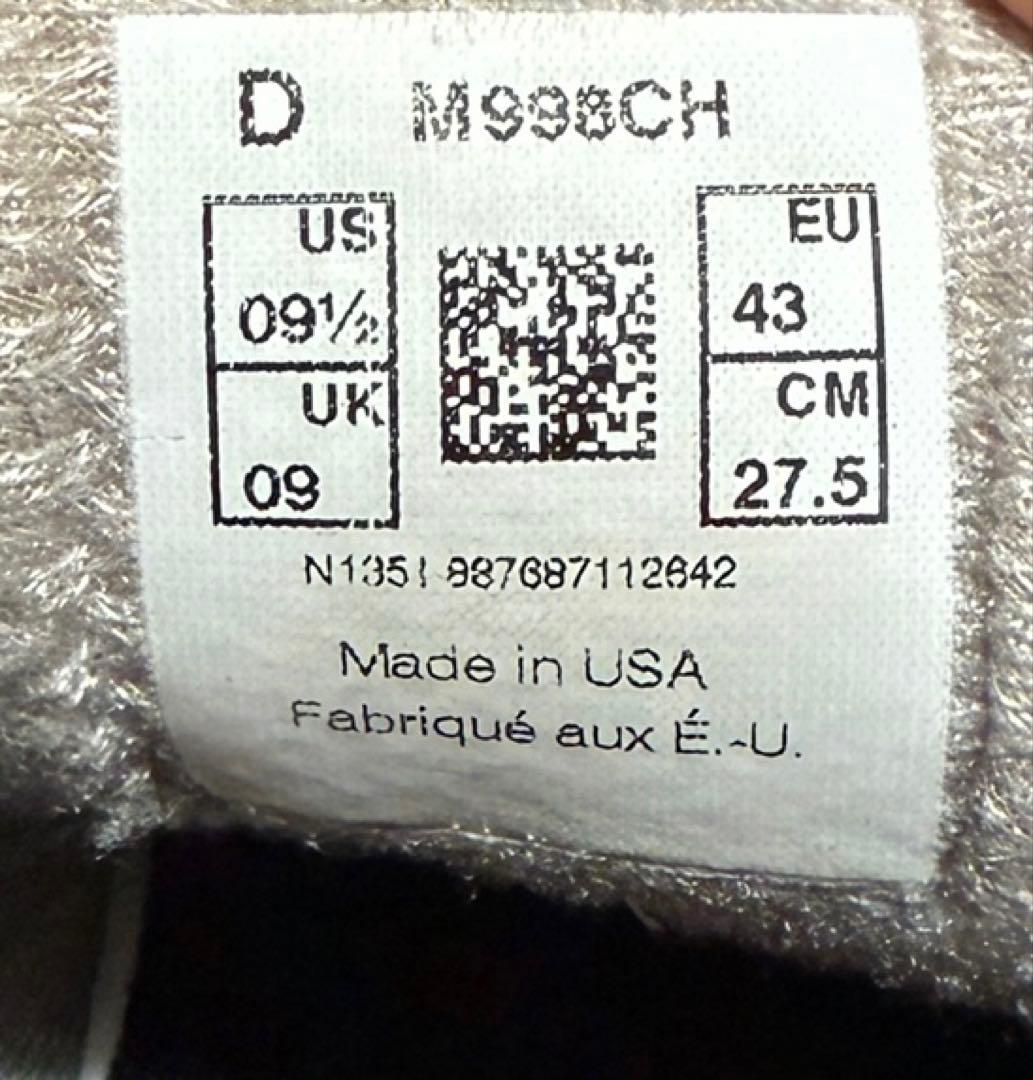 D M998CH
US
09½
UK
09
EU
43
CM
27.5
N1351 887687112642
Made in USA
Fabriqué aux É.-U.